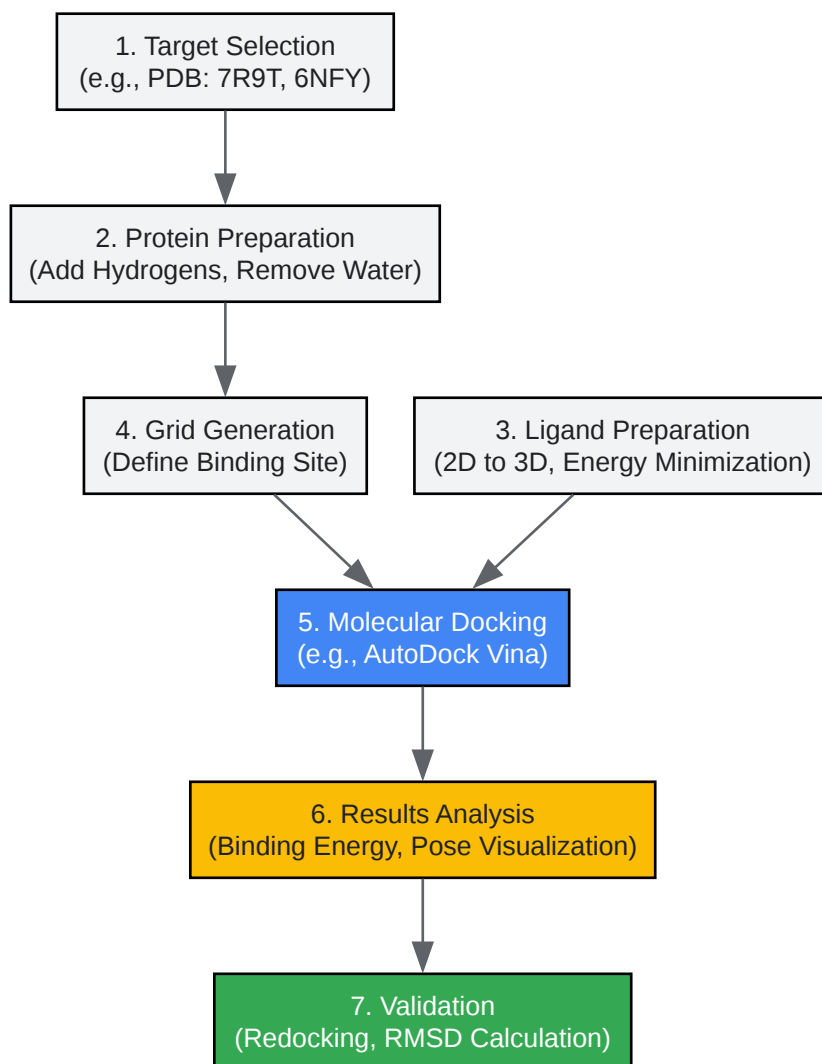 1. Target Selection
(e.g., PDB: 7R9T, 6NFY)
2. Protein Preparation
(Add Hydrogens, Remove Water)
4. Grid Generation
(Define Binding Site)
3. Ligand Preparation
(2D to 3D, Energy Minimization)
5. Molecular Docking
(e.g., AutoDock Vina)
6. Results Analysis
(Binding Energy, Pose Visualization)
7. Validation
(Redocking, RMSD Calculation)